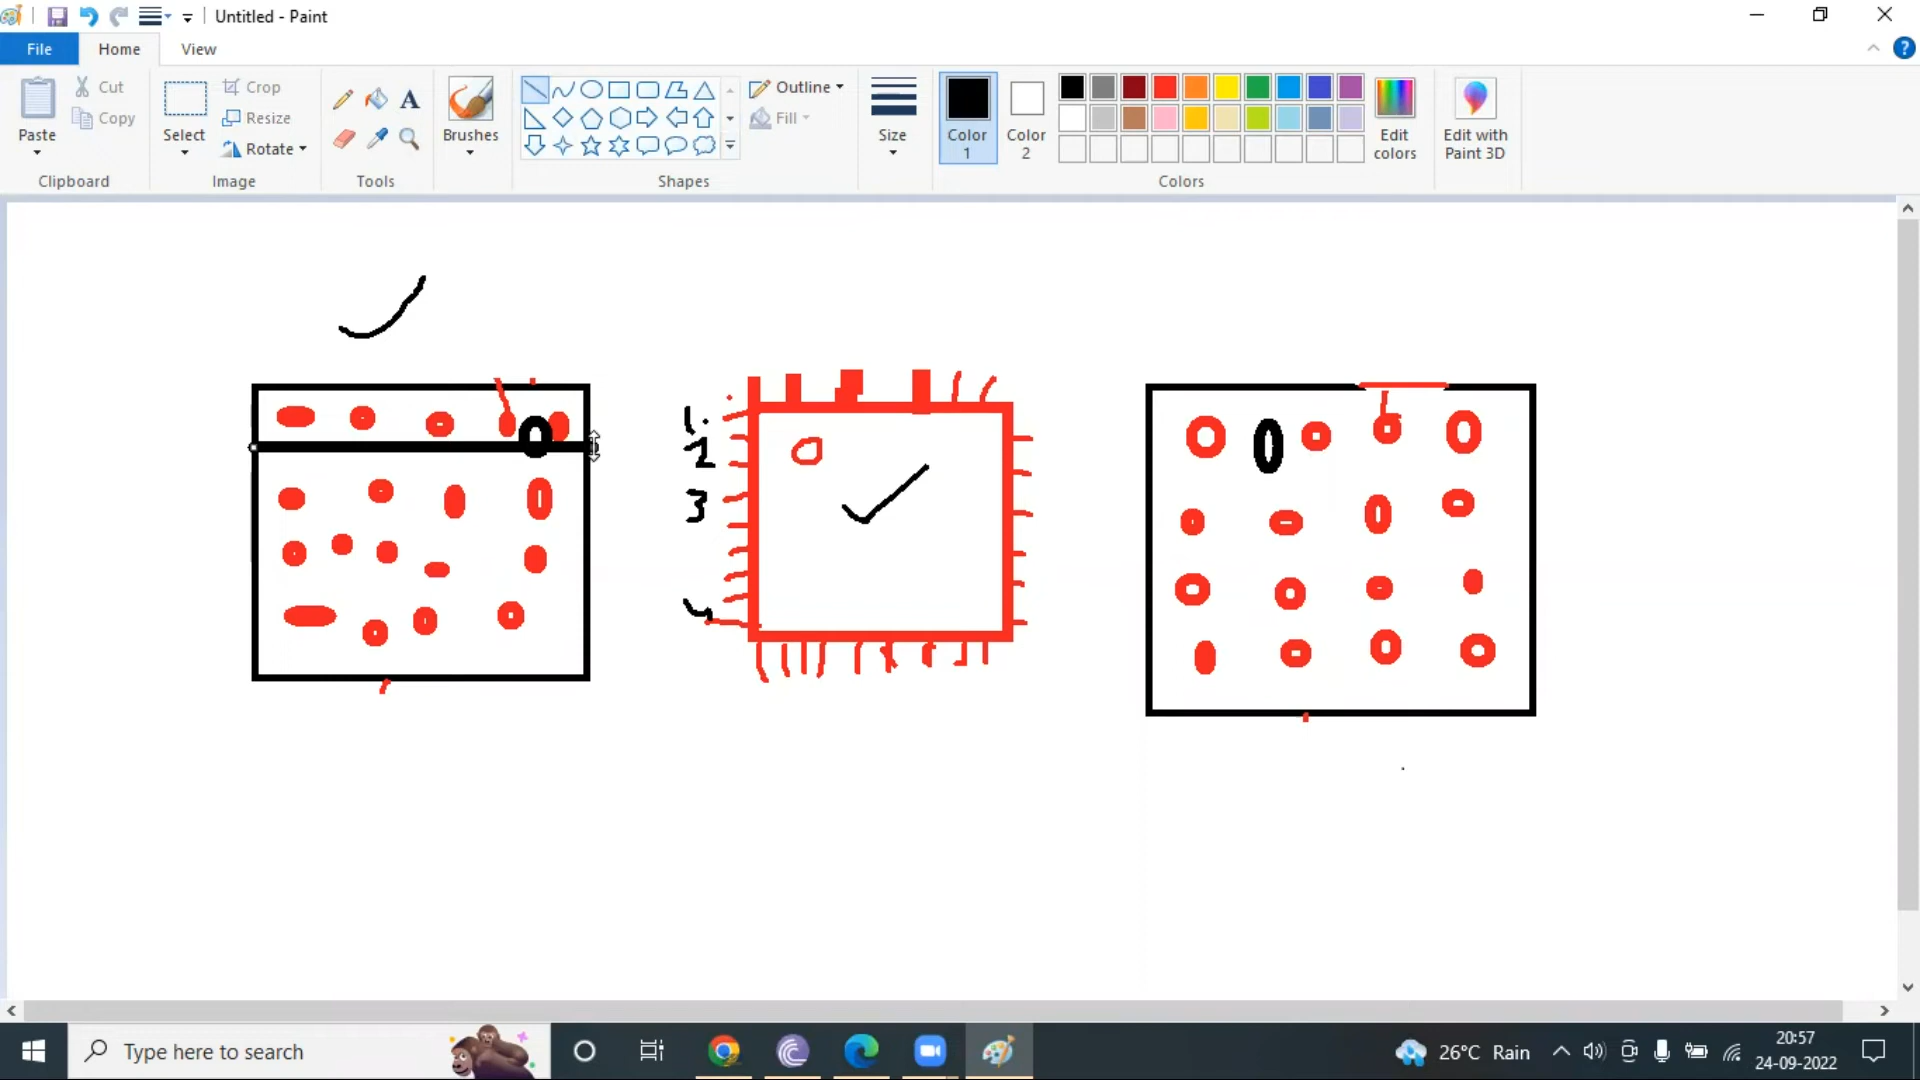 Untitled - Paint
File Home View
Paste
Cut
Copy
Clipboard
Select
Crop
Resize
Rotate
Image
A
Tools
Brushes
Shapes
Outline
Fill
Size
Color 1
Color 2
Edit colors
Colors
Edit with Paint 3D
?
1.
2
3
4
Type here to search
26°C Rain
20:57
24-09-2022